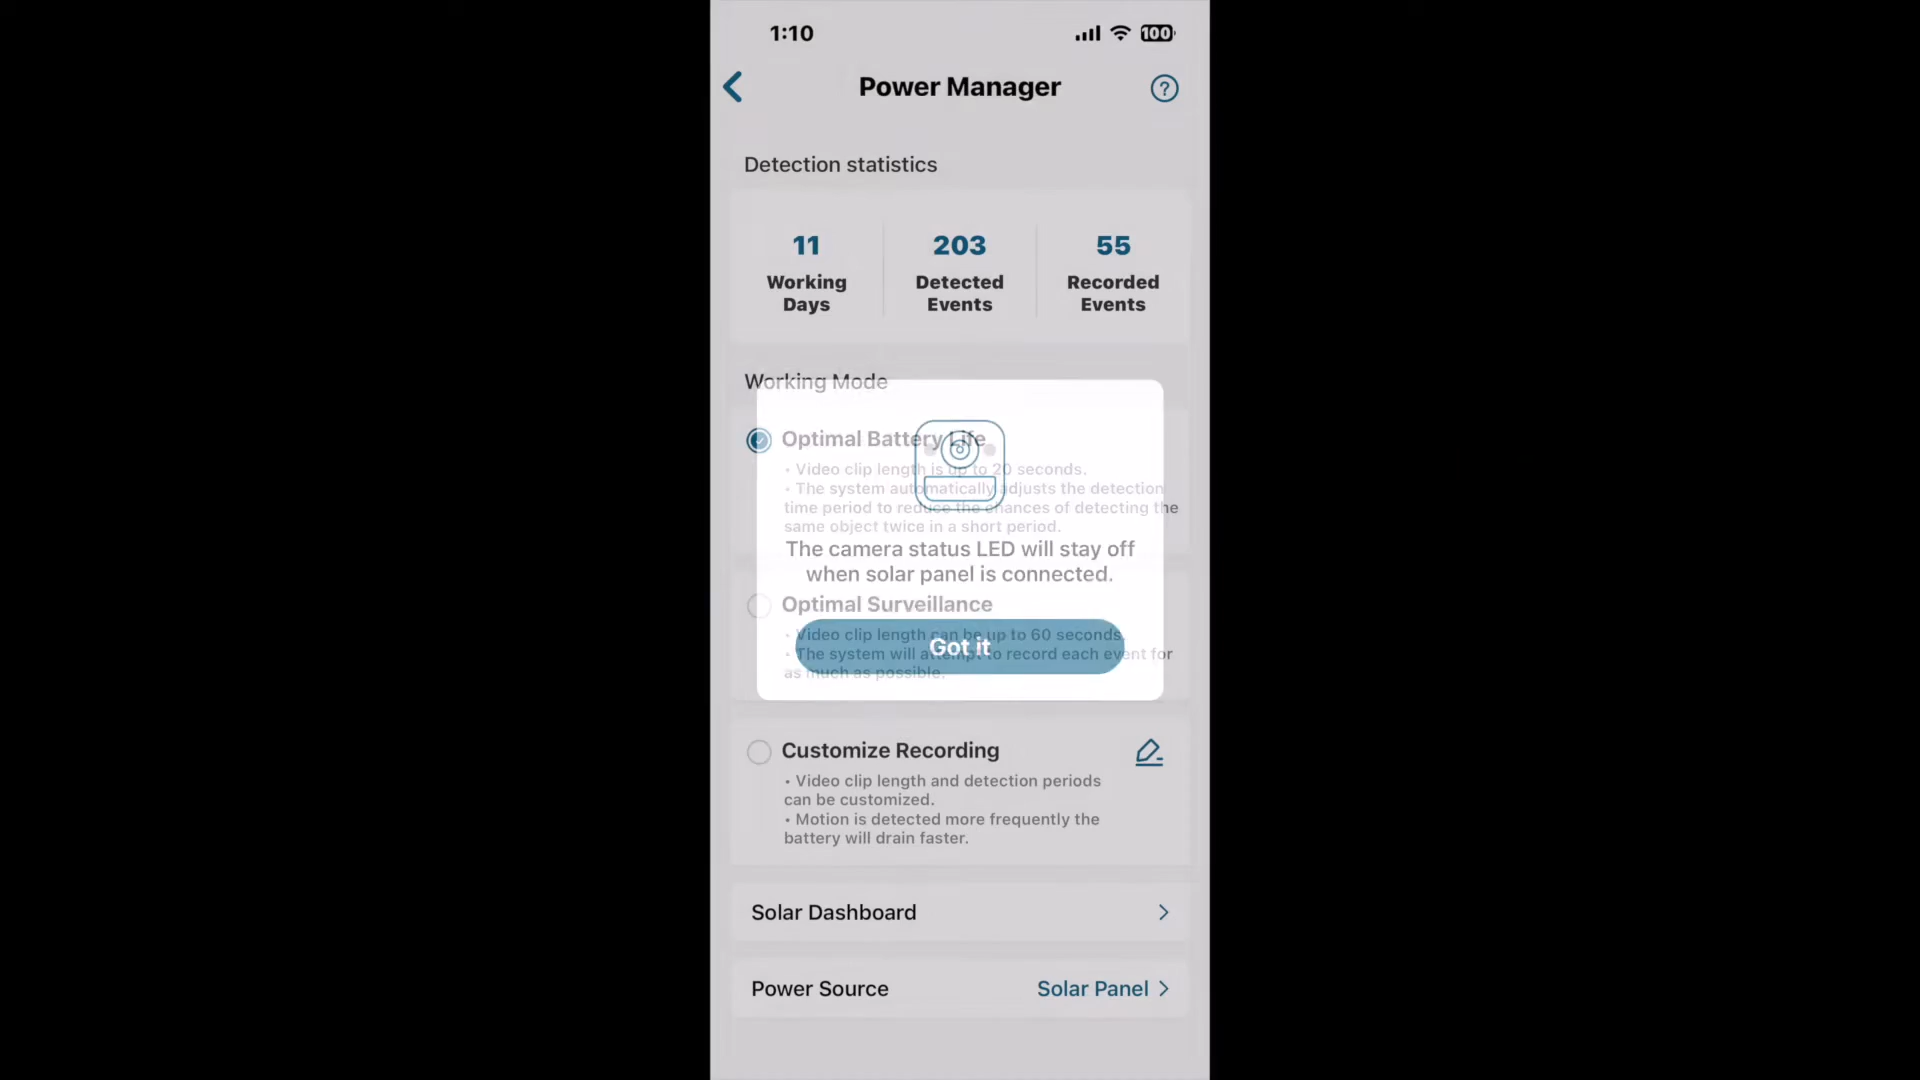 1:10
100
Power Manager
?
Detection statistics
11
Working
Days
203
Detected
Events
55
Recorded
Events
Working Mode
Optimal Battery Life
• Video clip length is up to 20 seconds.
• The system automatically adjusts the detection
time period to reduce the chances of detecting the
same object twice in a short period.
The camera status LED will stay off
when solar panel is connected.
Optimal Surveillance
• Video clip length can be up to 60 seconds.
• The system will attempt to record each event for
as much as possible.
Got it
Customize Recording
• Video clip length and detection periods
can be customized.
• Motion is detected more frequently the
battery will drain faster.
Solar Dashboard
Power Source
Solar Panel